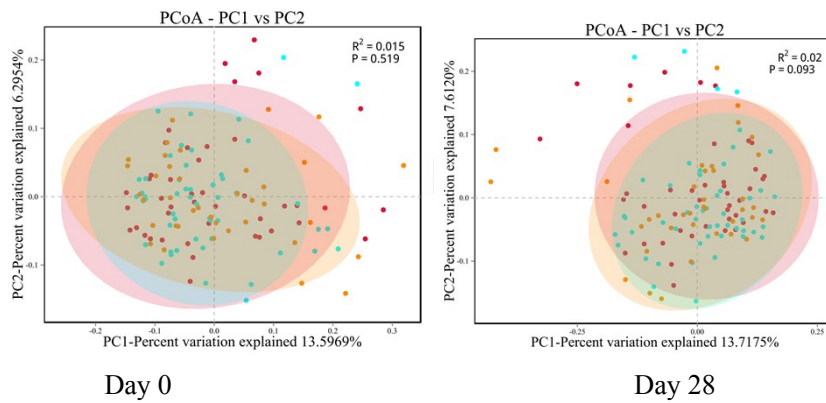 PCoA - PC1 vs PC2
R² = 0.015
P = 0.519
PC2-Percent variation explained 6.2954%
0.2
0.1
0.0
-0.1
-0.2
-0.1
0.0
0.1
0.2
0.3
PC1-Percent variation explained 13.5969%
Day 0
PCoA - PC1 vs PC2
R² = 0.02
P = 0.093
PC2-Percent variation explained 7.6120%
0.2
0.1
0.0
-0.1
-0.25
0.00
0.25
PC1-Percent variation explained 13.7175%
Day 28